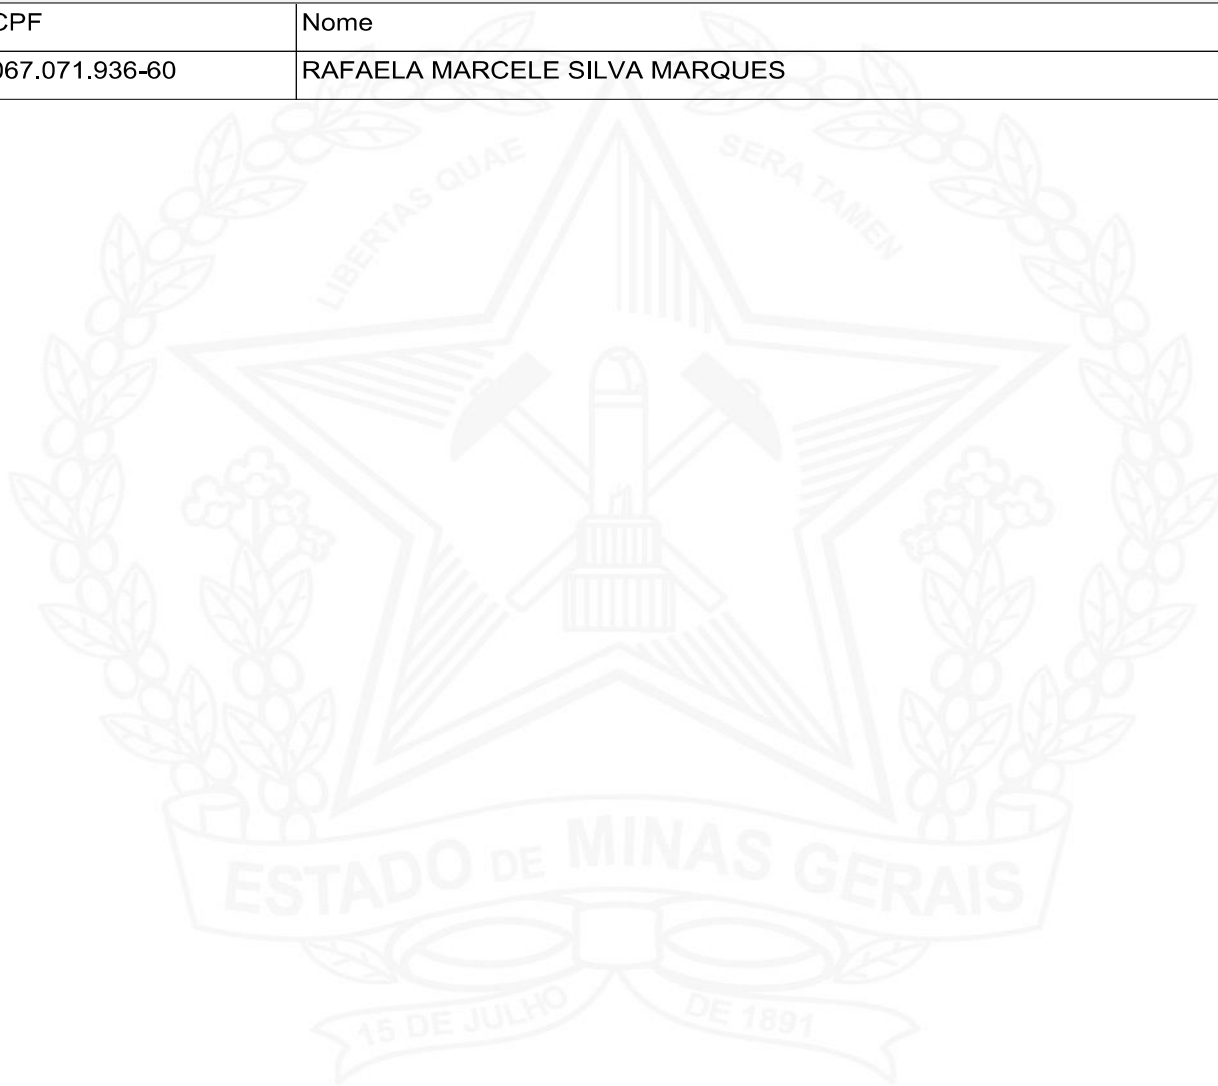 CPF Nome
067.071.936-60 RAFAELA MARCELE SILVA MARQUES
LIBERTAS QUAE SERA TAMEN
ESTADO DE MINAS GERAIS
15 DE JULHO DE 1891